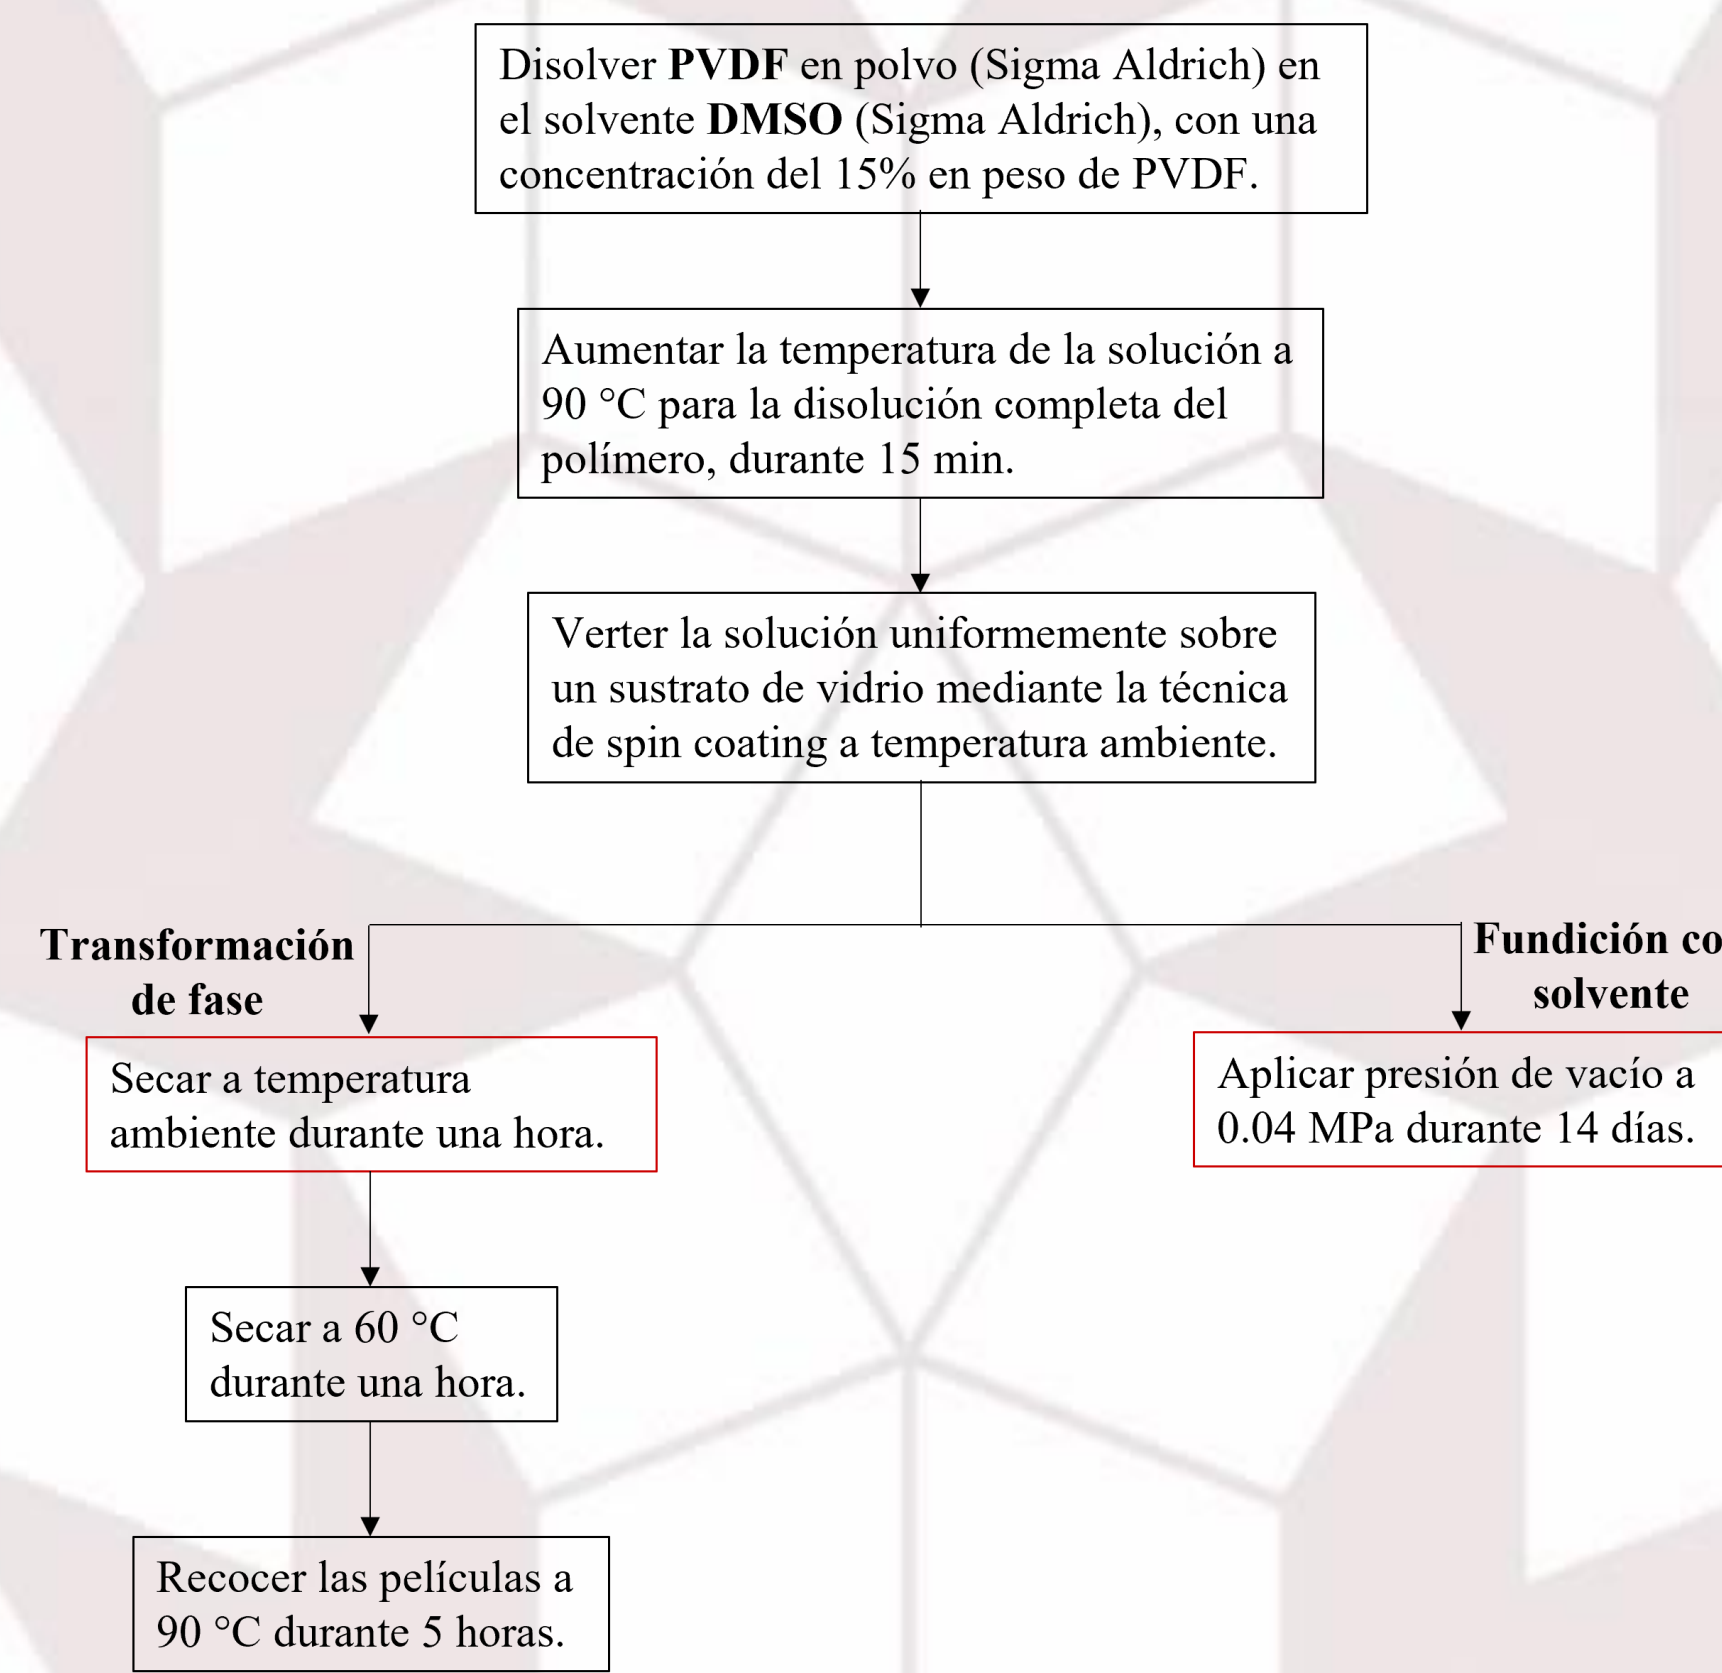 Disolver PVDF en polvo (Sigma Aldrich) en
el solvente DMSO (Sigma Aldrich), con una
concentración del 15% en peso de PVDF.
Aumentar la temperatura de la solución a
90 °C para la disolución completa del
polímero, durante 15 min.
Verter la solución uniformemente sobre
un sustrato de vidrio mediante la técnica
de spin coating a temperatura ambiente.
Transformación
de fase
Secar a temperatura
ambiente durante una hora.
Secar a 60 °C
durante una hora.
Recocer las películas a
90 °C durante 5 horas.
Fundición co
solvente
Aplicar presión de vacío a
0.04 MPa durante 14 días.